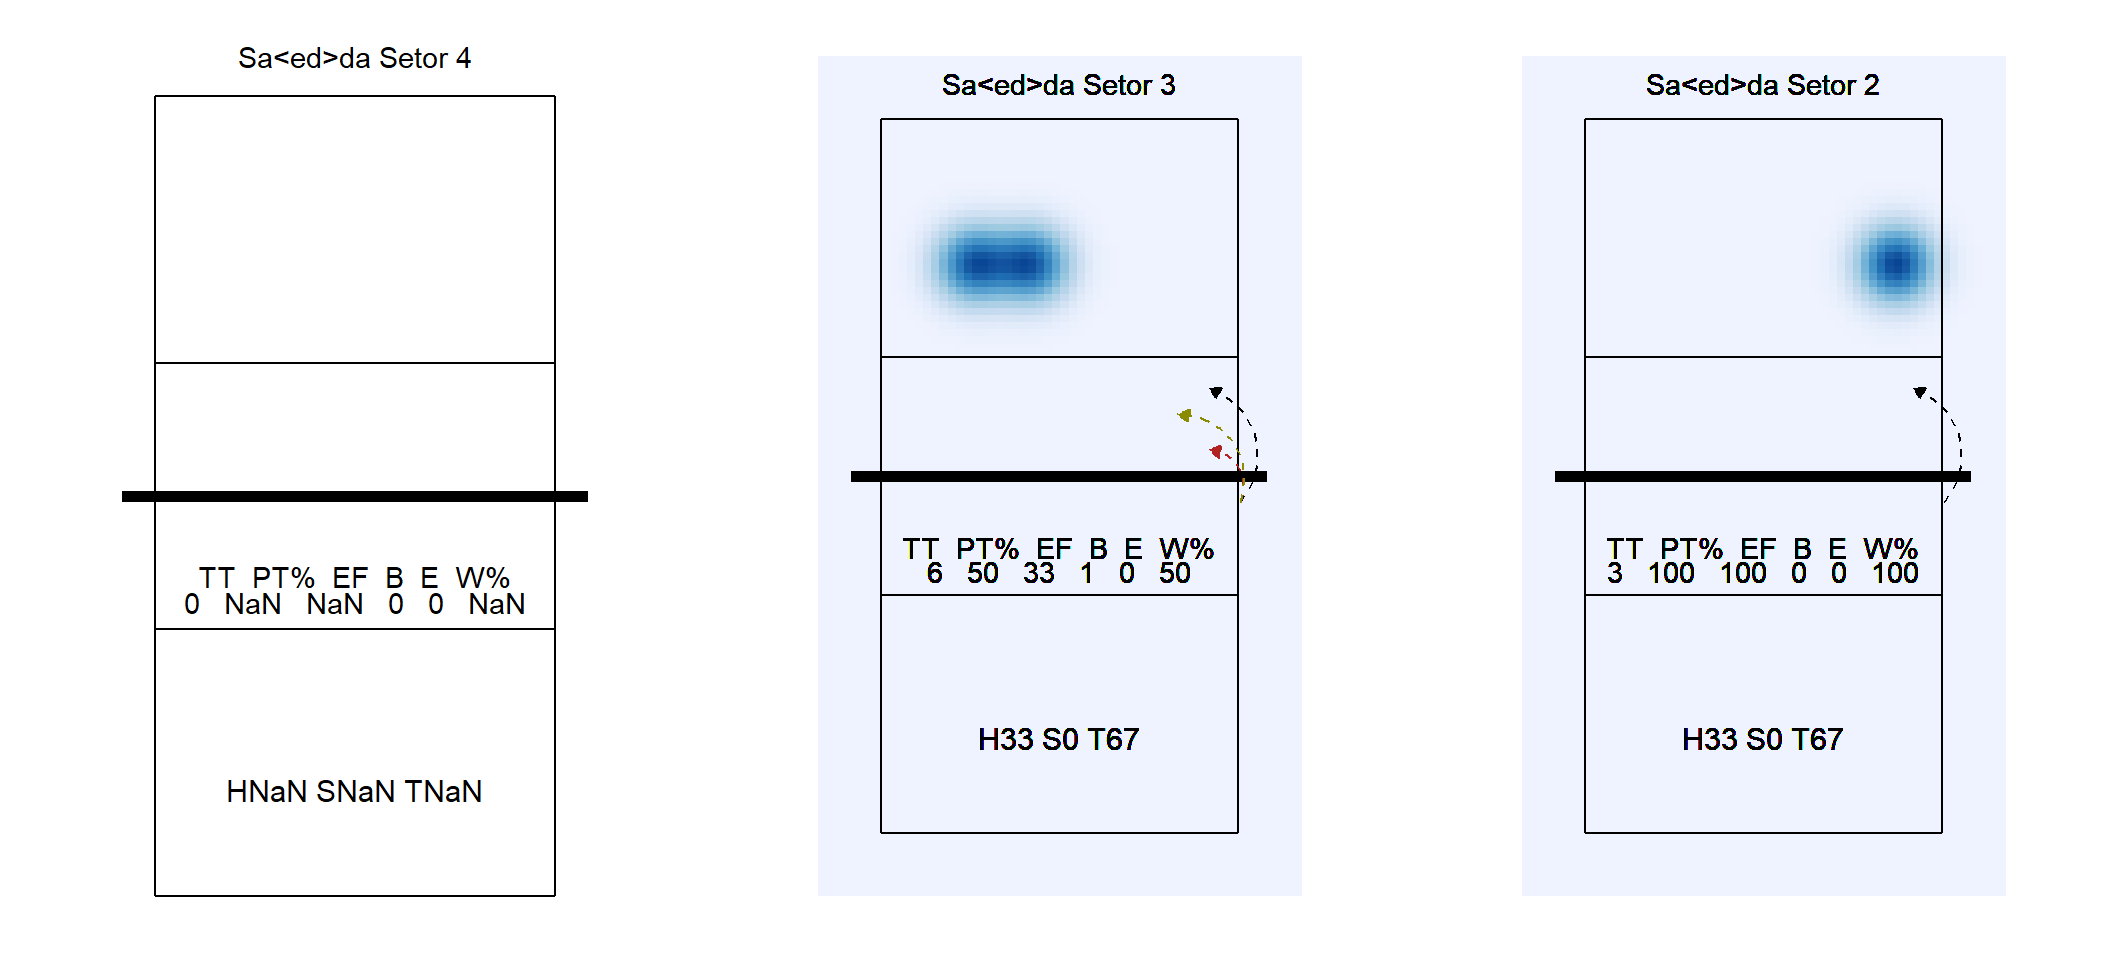 Sa<ed>da Setor 4
TT PT% EF B E W%
0 NaN NaN 0 0 NaN
HNaN SNaN TNaN
Sa<ed>da Setor 3
TT PT% EF B E W%
6 50 33 1 0 50
H33 S0 T67
Sa<ed>da Setor 2
TT PT% EF B E W%
3 100 100 0 0 100
H33 S0 T67